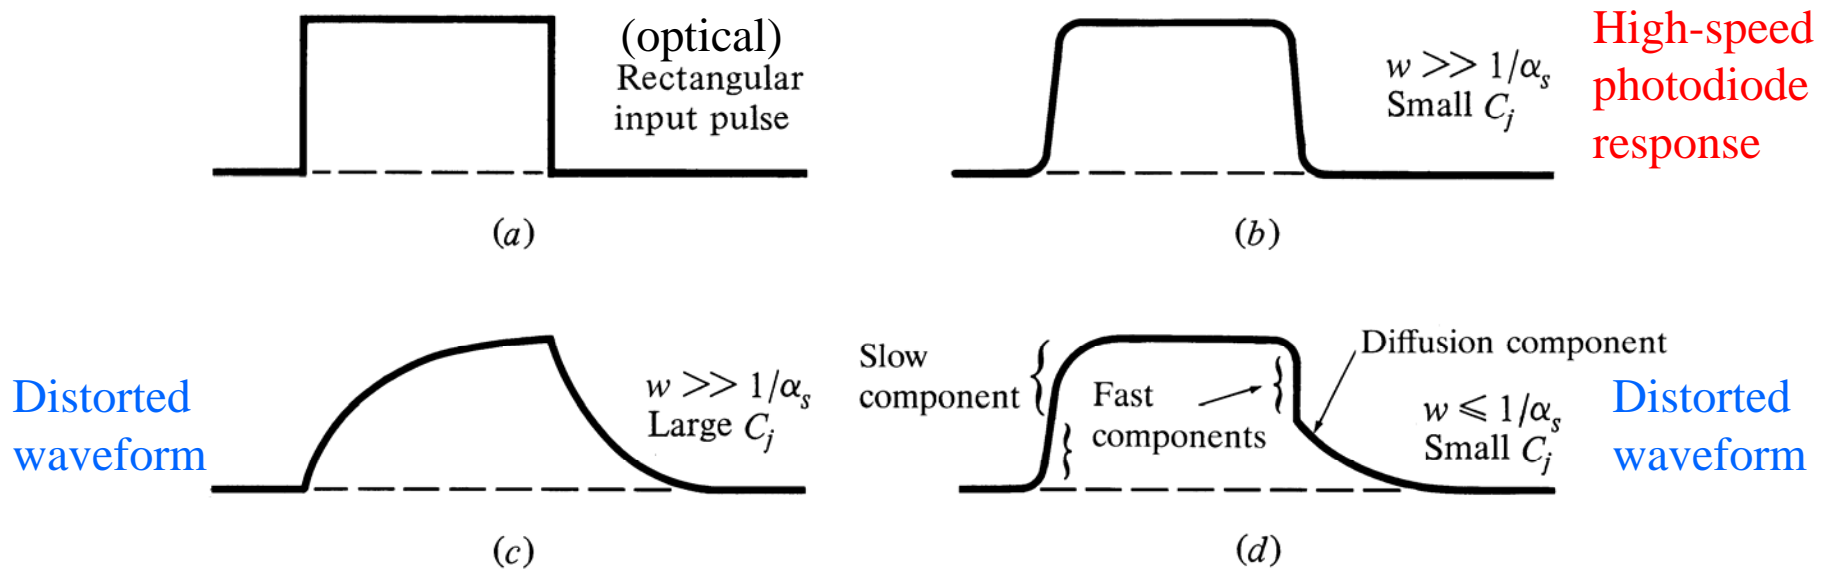 (optical)
Rectangular
input pulse
(a)
w >> 1/αₛ
Small Cⱼ
High-speed
photodiode
response
(b)
Distorted
waveform
w >> 1/αₛ
Large Cⱼ
(c)
Slow
component
Fast
components
Diffusion component
w ⩽ 1/αₛ
Small Cⱼ
Distorted
waveform
(d)